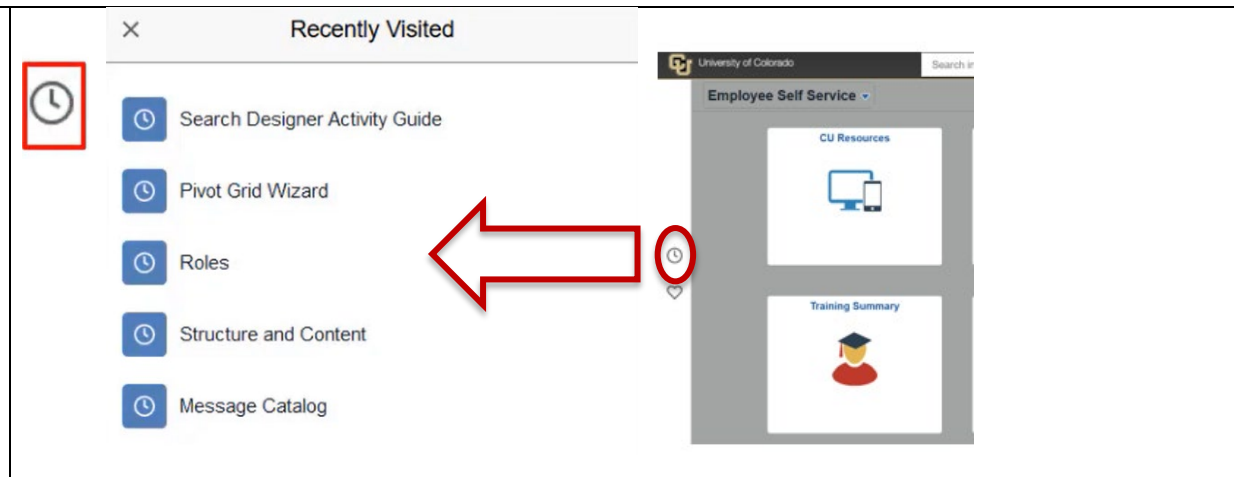 Recently Visited
Search Designer Activity Guide
Pivot Grid Wizard
Roles
Structure and Content
Message Catalog
CU
University of Colorado
Search in
Employee Self Service
CU Resources
Training Summary